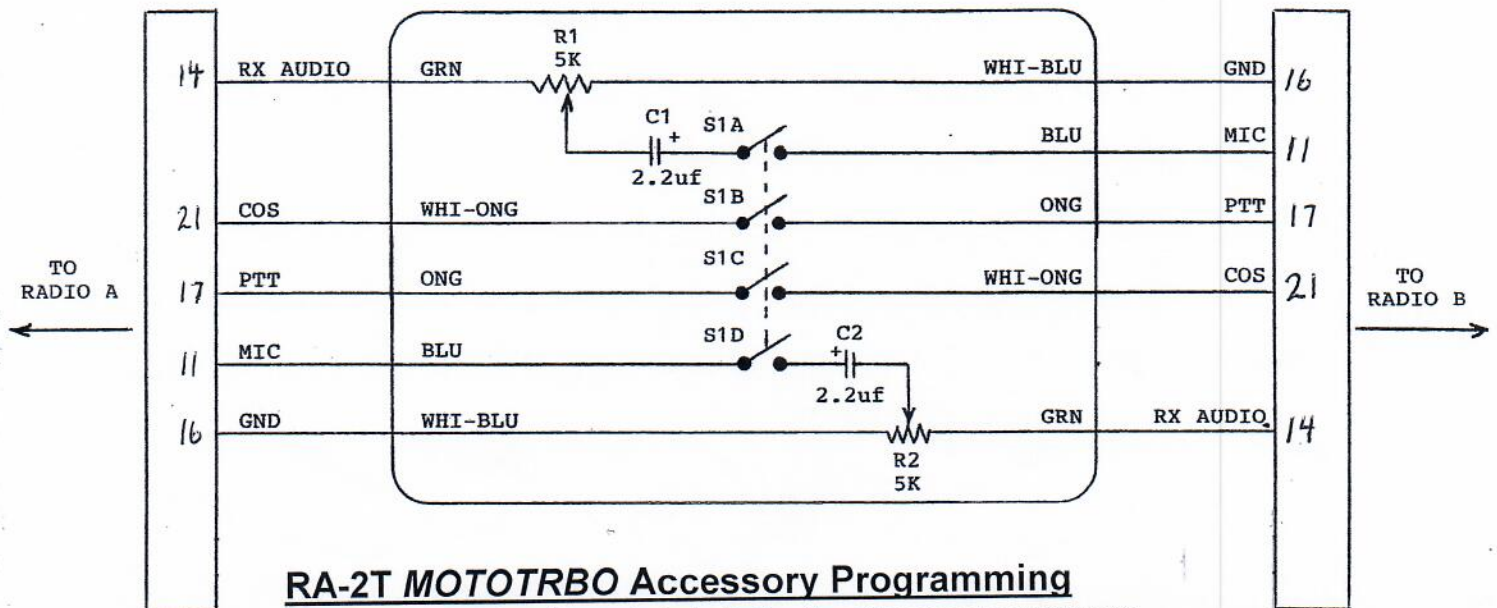 R1
5K
14 RX AUDIO GRN WHI-BLU GND 16
C1
+
S1A
BLU MIC 11
2.2uf
S1B
21 COS WHI-ONG ONG PTT 17
S1C
17 PTT ONG WHI-ONG COS 21
TO
RADIO A
TO
RADIO B
S1D
C2
+
11 MIC BLU
2.2uf
16 GND WHI-BLU GRN RX AUDIO 14
R2
5K
RA-2T MOTOTRBO Accessory Programming